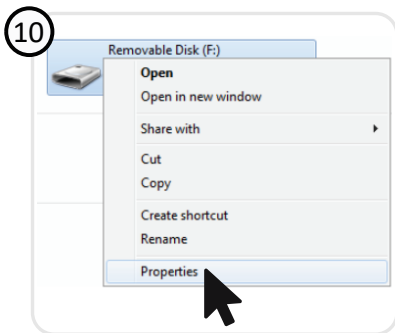 10
Removable Disk (F:)
Open
Open in new window
Share with
Cut
Copy
Create shortcut
Rename
Properties